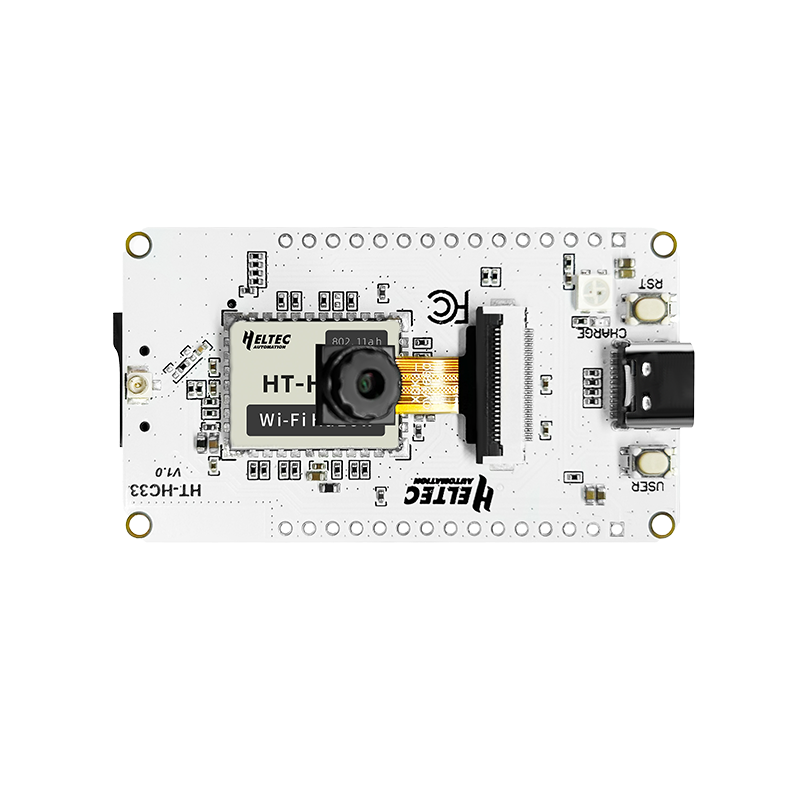 RST
CHARGE
HELTEC
AUTOMATION
802.11ah
HT-H
Wi-Fi
HT-HC33
V1.0
HELTEC
AUTOMATION
USER